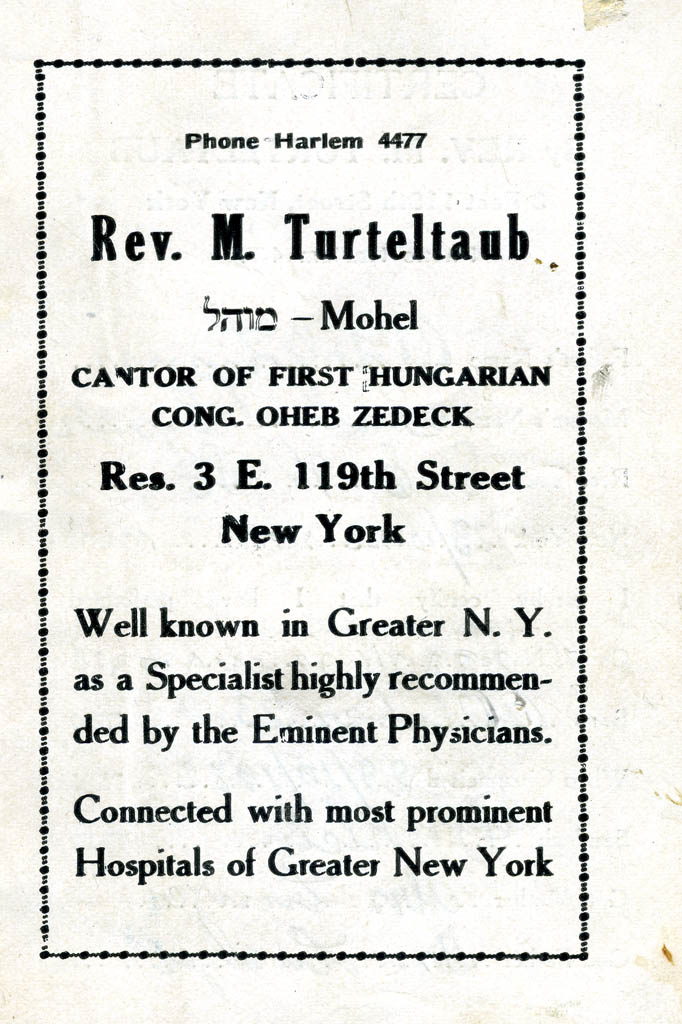 Phone Harlem 4477
Rev. M. Turteltaub
מוהל – Mohel
CANTOR OF FIRST HUNGARIAN
CONG. OHEB ZEDECK
Res. 3 E. 119th Street
New York
Well known in Greater N. Y.
as a Specialist highly recommen-
ded by the Eminent Physicians.
Connected with most prominent
Hospitals of Greater New York